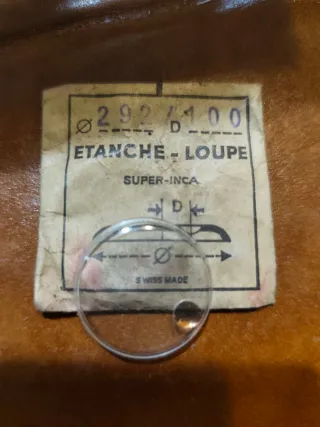 Ø 292/ D 100
ETANCHE-LOUPE
SUPER-INCA
D
Ø
SWISS MADE